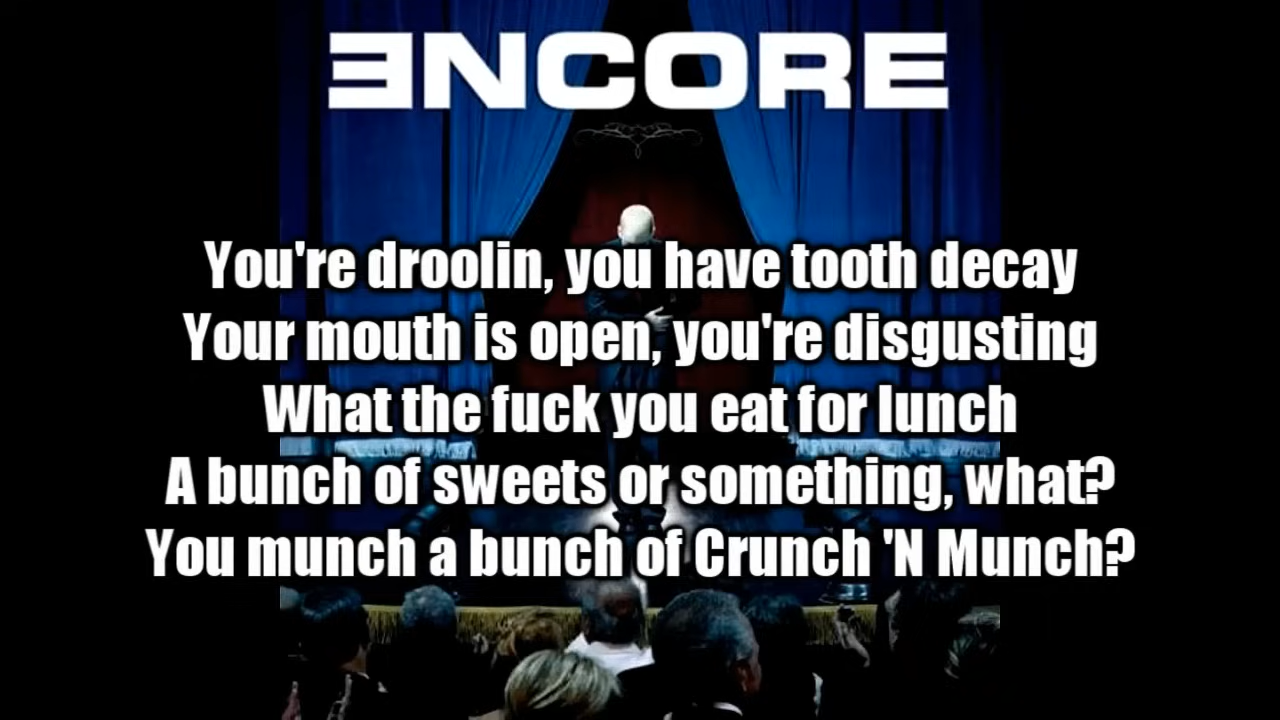 ƎNCORE
You're droolin, you have tooth decay
Your mouth is open, you're disgusting
What the fuck you eat for lunch
A bunch of sweets or something, what?
You munch a bunch of Crunch 'N Munch?